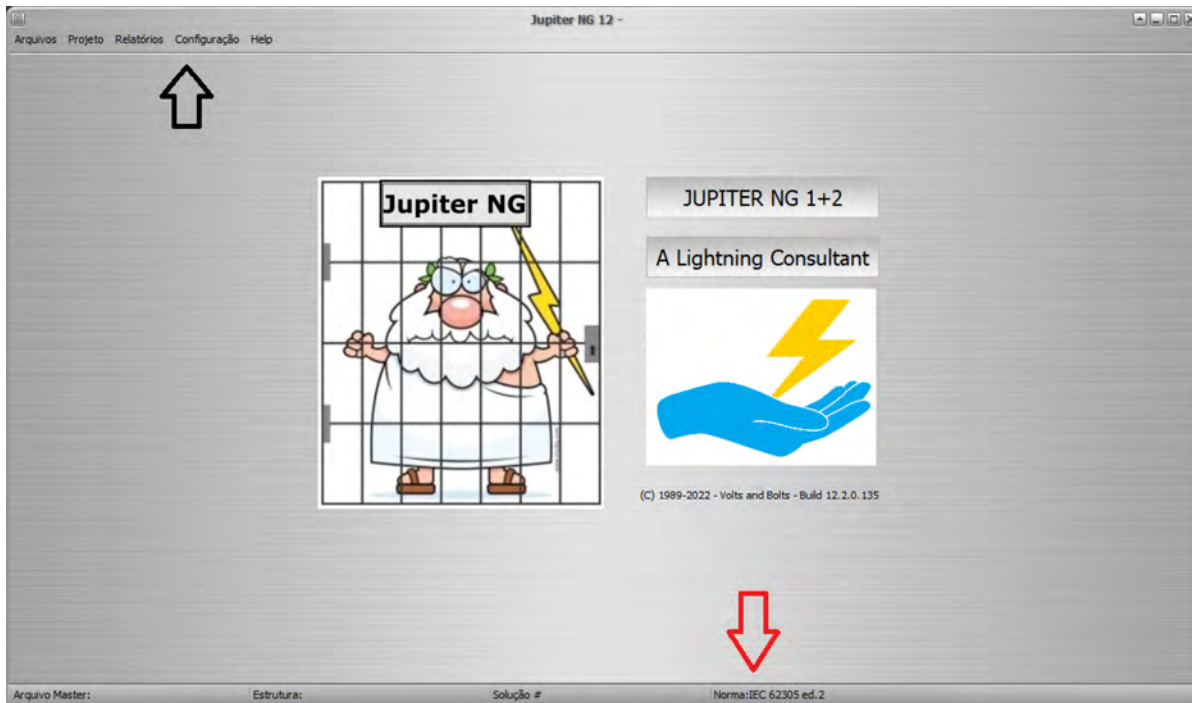 Jupiter NG 12 -
Arquivos Projeto Relatórios Configuração Help
Jupiter NG
JUPITER NG 1+2
A Lightning Consultant
(C) 1989-2022 - Volts and Bolts - Build 12.2.0.135
Arquivo Master: Estrutura: Solução # Norma:IEC 62305 ed.2